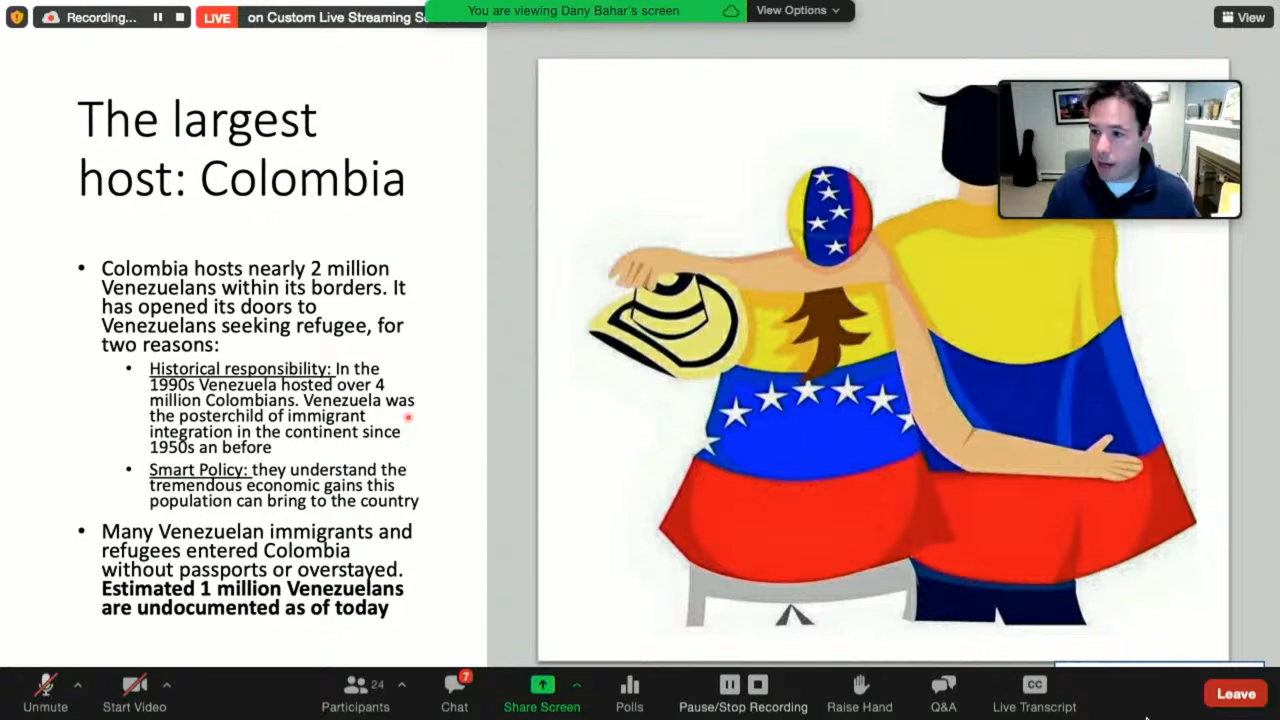 Recording...
LIVE
on Custom Live Streaming Se
You are viewing Dany Bahar's screen
View Options
View
The largest
host: Colombia
• Colombia hosts nearly 2 million
Venezuelans within its borders. It
has opened its doors to
Venezuelans seeking refugee, for
two reasons:
• Historical responsibility: In the
1990s Venezuela hosted over 4
million Colombians. Venezuela was
the posterchild of immigrant
integration in the continent since
1950s an before
• Smart Policy: they understand the
tremendous economic gains this
population can bring to the country
• Many Venezuelan immigrants and
refugees entered Colombia
without passports or overstayed.
Estimated 1 million Venezuelans
are undocumented as of today
Unmute
Start Video
24
Participants
7
Chat
Share Screen
Polls
Pause/Stop Recording
Raise Hand
Q&A
CC
Live Transcript
Leave